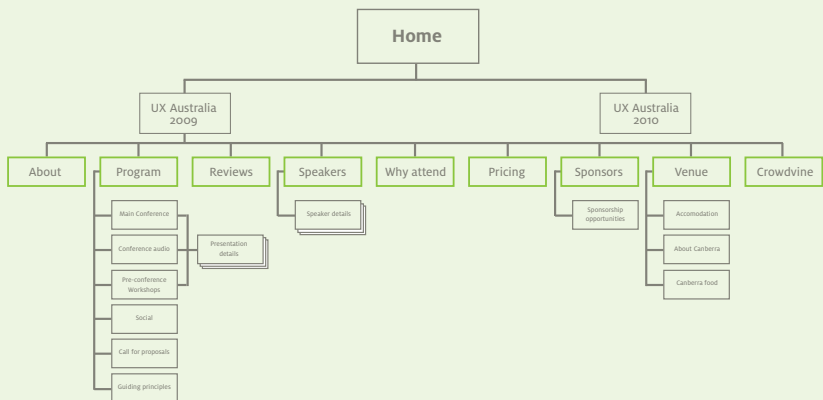 Home
UX Australia
2009
UX Australia
2010
About
Program
Reviews
Speakers
Why attend
Pricing
Sponsors
Venue
Crowdvine
Main Conference
Conference audio
Pre-conference
Workshops
Social
Call for proposals
Guiding principles
Presentation
details
Speaker details
Sponsorship
opportunities
Accomodation
About Canberra
Canberra food